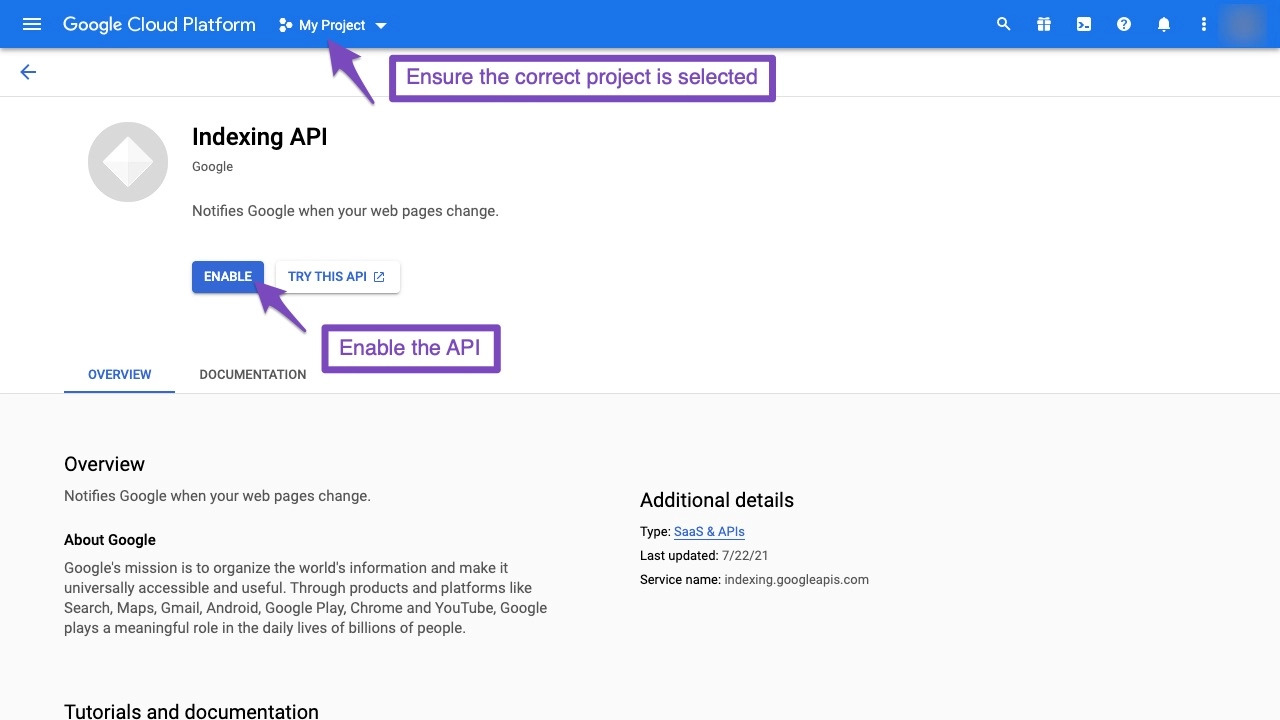 Google Cloud Platform My Project
Ensure the correct project is selected
Indexing API
Google
Notifies Google when your web pages change.
ENABLE TRY THIS API
Enable the API
OVERVIEW DOCUMENTATION
Overview
Notifies Google when your web pages change.
About Google
Google's mission is to organize the world's information and make it
universally accessible and useful. Through products and platforms like
Search, Maps, Gmail, Android, Google Play, Chrome and YouTube, Google
plays a meaningful role in the daily lives of billions of people.
Additional details
Type: SaaS & APIs
Last updated: 7/22/21
Service name: indexing.googleapis.com
Tutorials and documentation